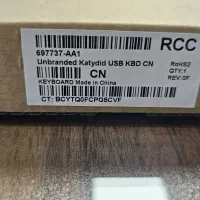 RCC
697737-AA1
Unbranded Katydid USB KBD CN
RoHS2
CN
QTY:1
KEYBOARD Made in China
REV:0F
CT: BCYTQ0FCPG5CVF